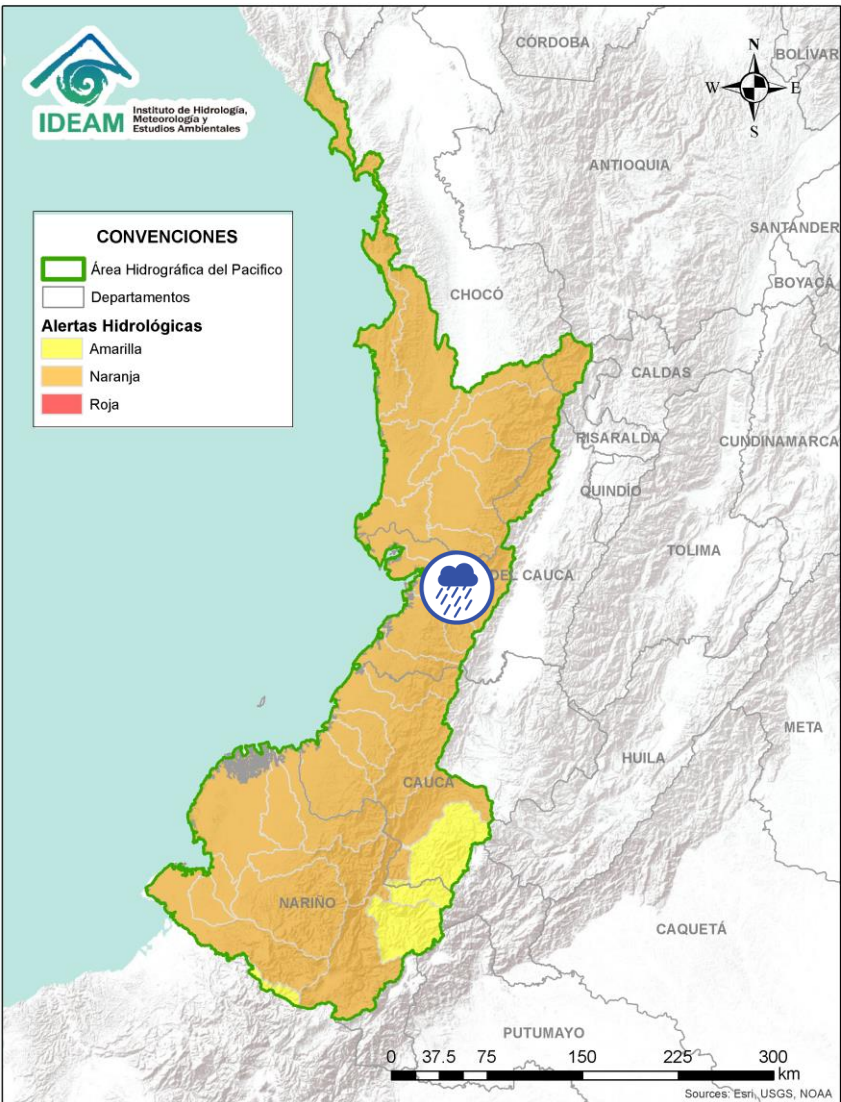 IDEAM
Instituto de Hidrología,
Meteorología y
Estudios Ambientales
CÓRDOBA
BOLIVAR
N
W
E
S
ANTIOQUIA
SANTANDER
BOYACÁ
CONVENCIONES
Área Hidrográfica del Pacifico
Departamentos
Alertas Hidrológicas
Amarilla
Naranja
Roja
CHOCÓ
CALDAS
RISARALDA
CUNDINAMARCA
QUINDÍO
TOLIMA
DEL CAUCA
META
HUILA
CAUCA
NARIÑO
CAQUETÁ
PUTUMAYO
0 37.5 75 150 225 300
km
Sources: Esri, USGS, NOAA